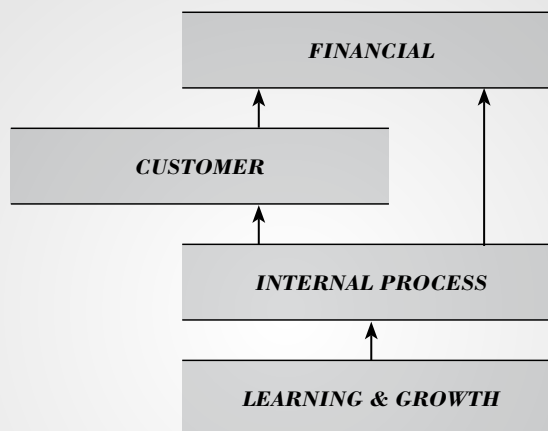 FINANCIAL
CUSTOMER
INTERNAL PROCESS
LEARNING & GROWTH